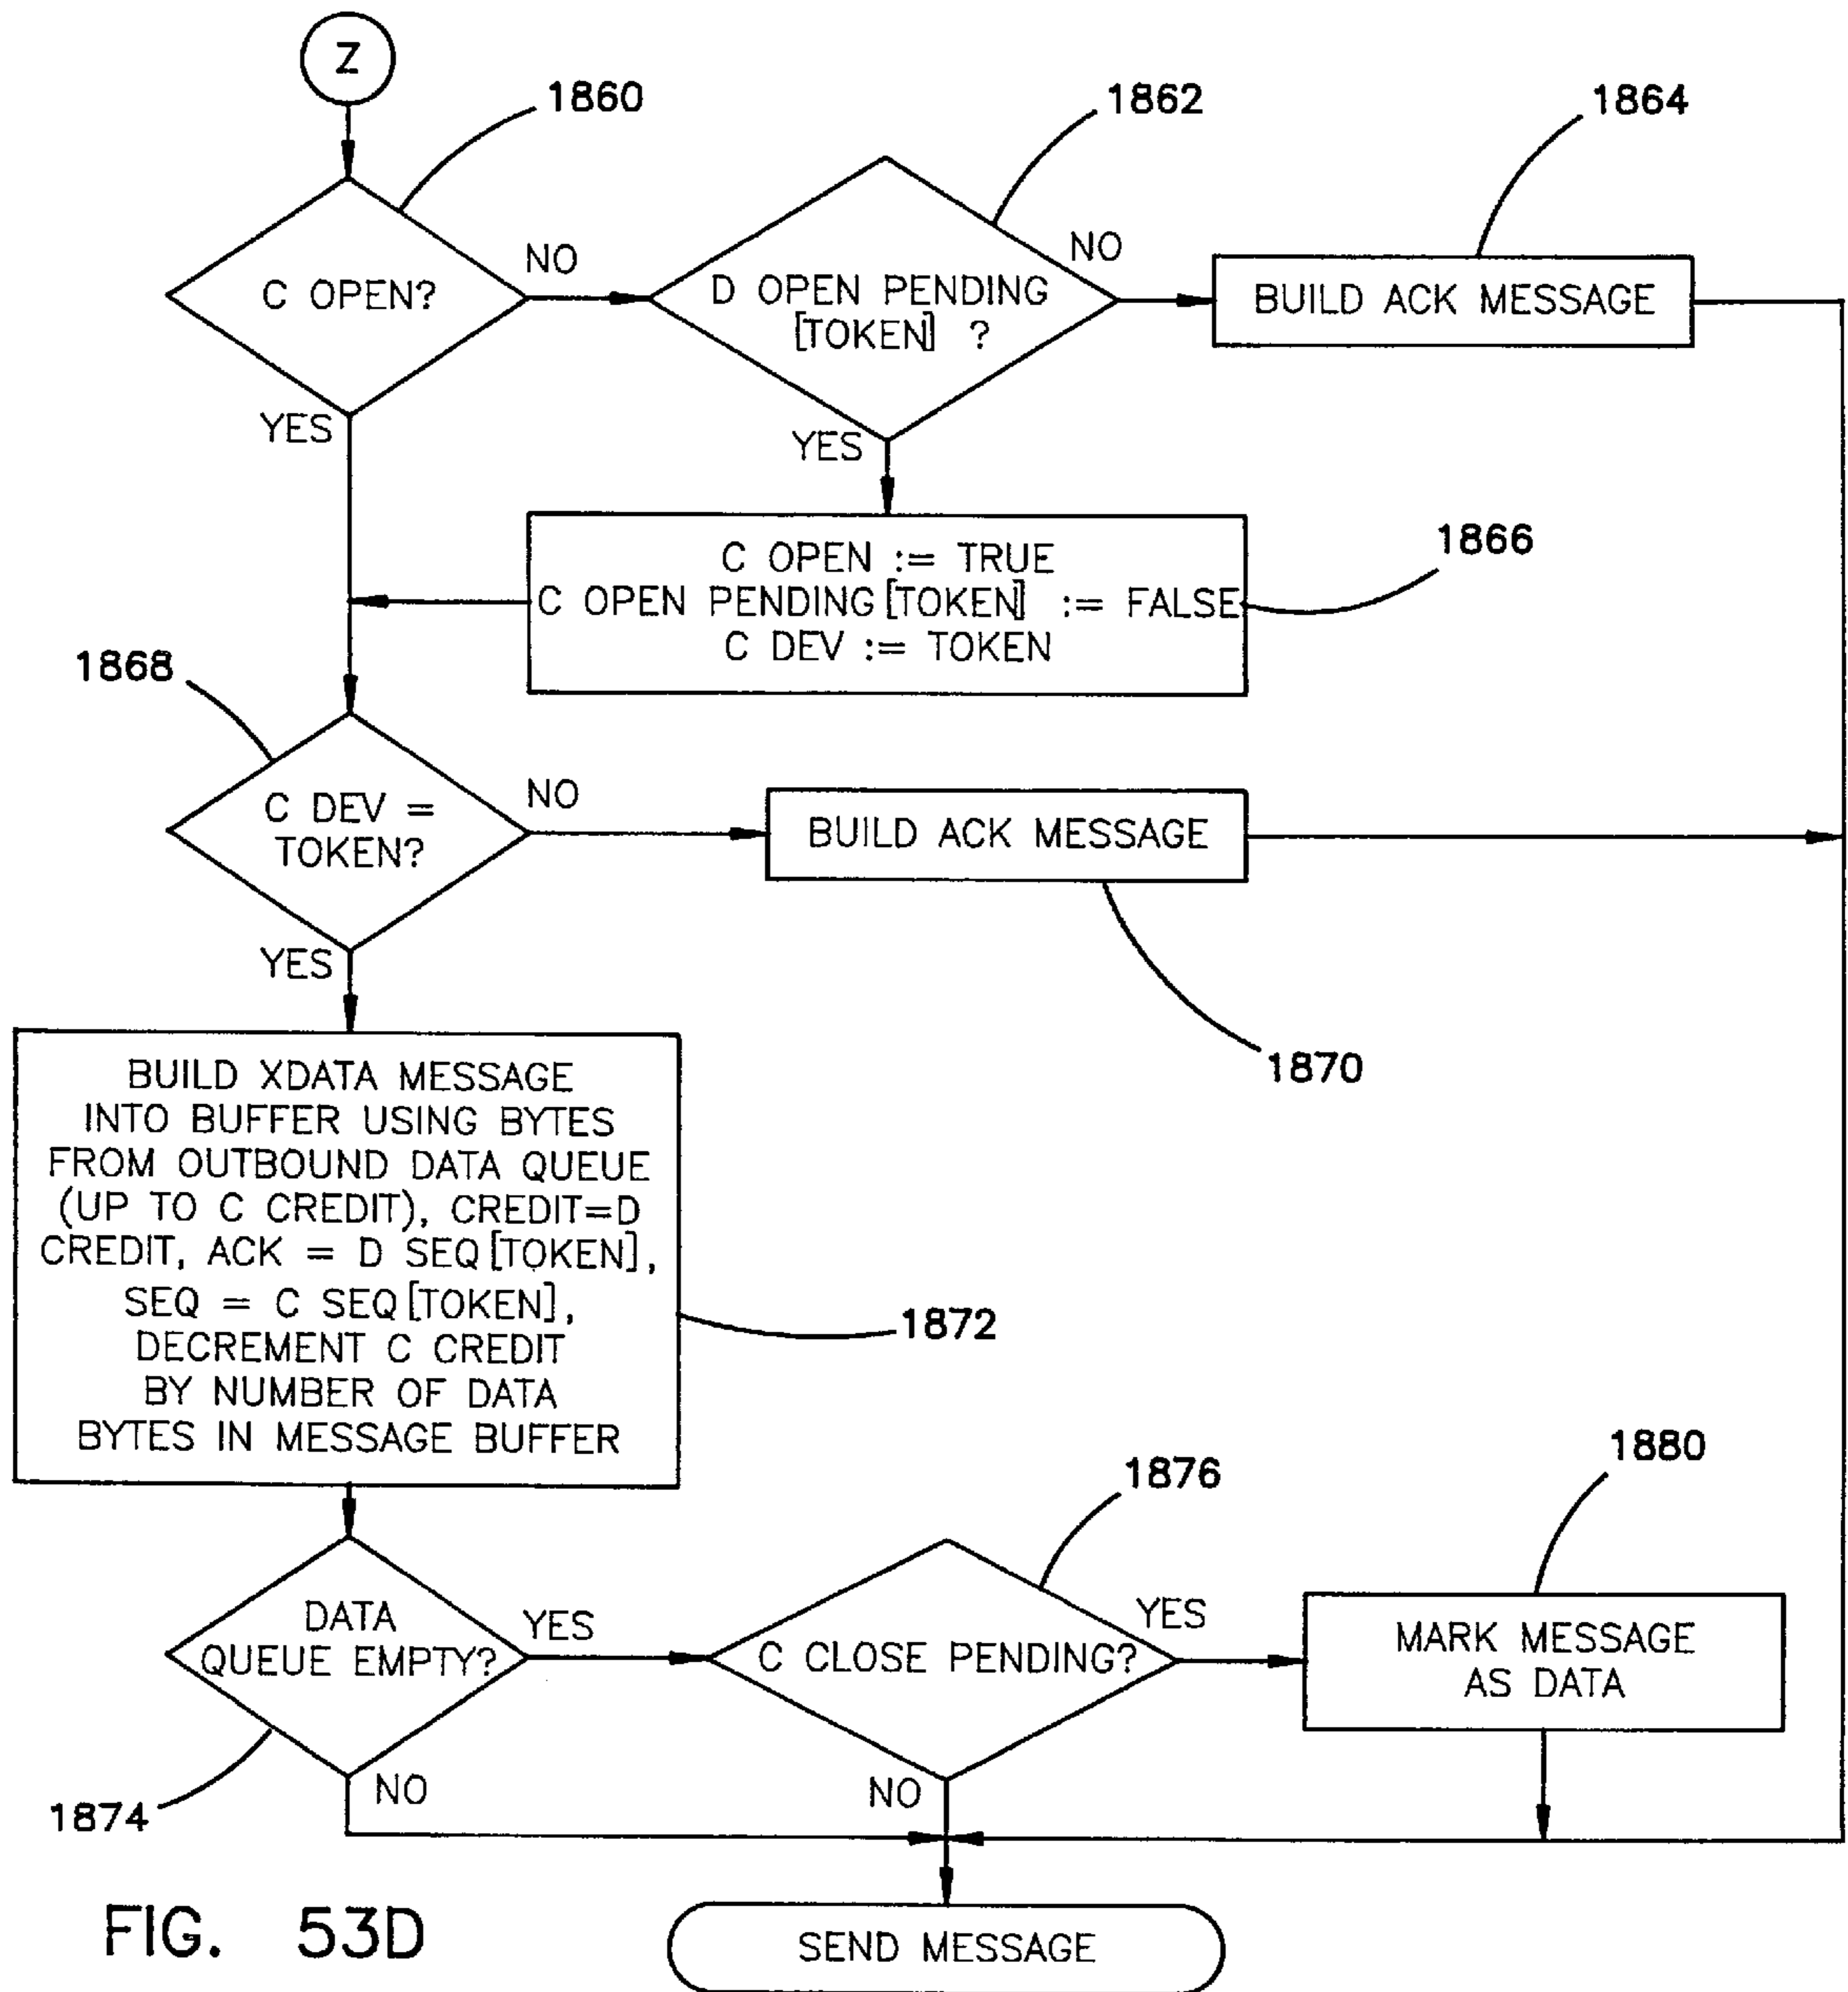 Z
1860
1862
1864
C OPEN?
NO
D OPEN PENDING
[TOKEN] ?
NO
BUILD ACK MESSAGE
YES
YES
C OPEN := TRUE
C OPEN PENDING[TOKEN] := FALSE
C DEV := TOKEN
1866
1868
C DEV =
TOKEN?
NO
BUILD ACK MESSAGE
1870
YES
BUILD XDATA MESSAGE
INTO BUFFER USING BYTES
FROM OUTBOUND DATA QUEUE
(UP TO C CREDIT), CREDIT=D
CREDIT, ACK = D SEQ[TOKEN],
SEQ = C SEQ[TOKEN],
DECREMENT C CREDIT
BY NUMBER OF DATA
BYTES IN MESSAGE BUFFER
1872
1876
1880
DATA
QUEUE EMPTY?
YES
C CLOSE PENDING?
YES
MARK MESSAGE
AS DATA
1874
NO
NO
SEND MESSAGE
FIG. 53D